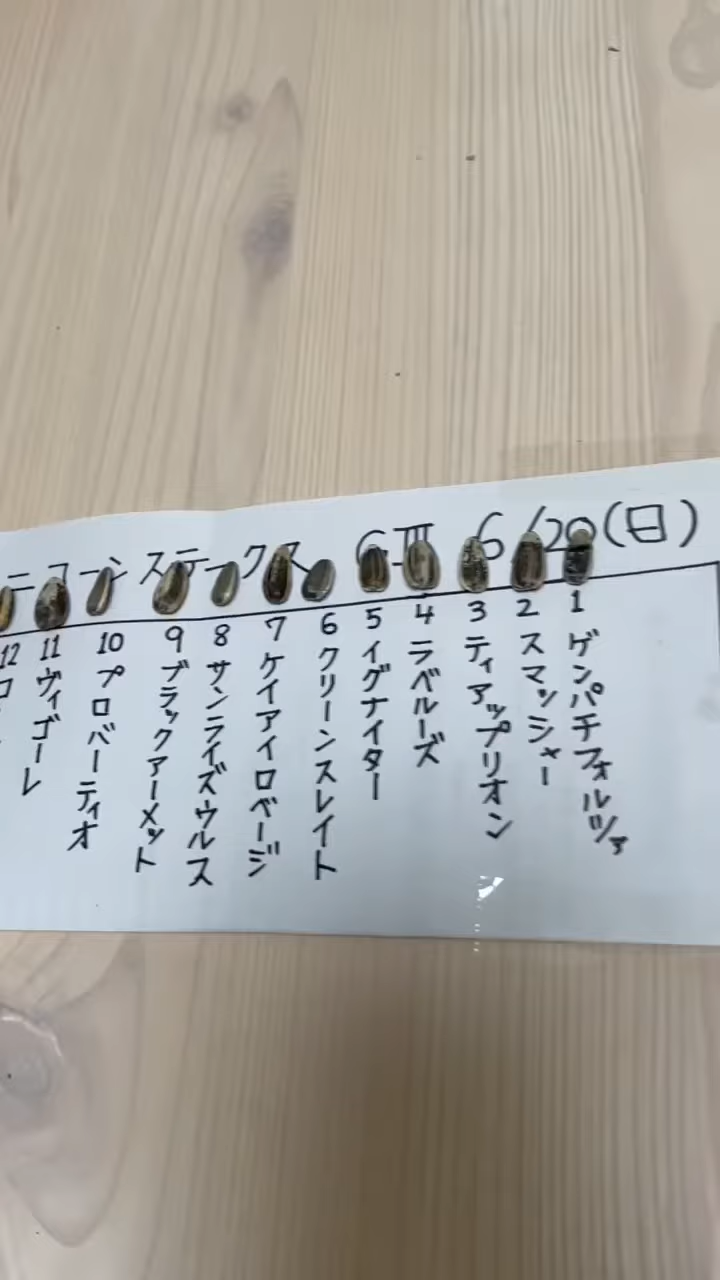 ニコーンステークス GIII 6/20(日)
1 ゲンパチフォルツァ
2 スマッシャー
3 ティアップリオン
4 ラペルーズ
5 イグナイター
6 クリーンスレイト
7 ケイアイロベージ
8 サンライズウルス
9 ブラックアーメット
10 プロバーティオ
11 ヴィゴーレ
12